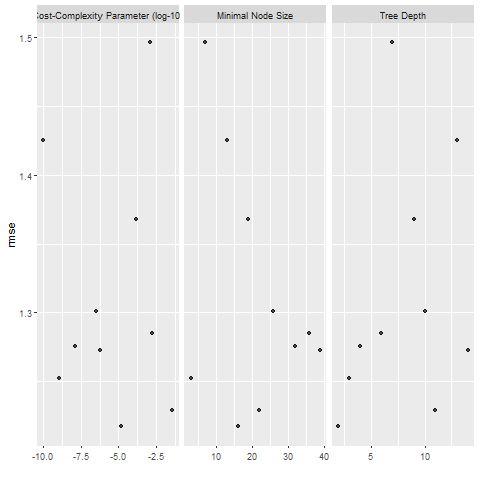 Cost-Complexity Parameter (log-10
Minimal Node Size
Tree Depth
1.5
1.4
1.3
rmse
-10.0 -7.5 -5.0 -2.5
10 20 30 40
5 10